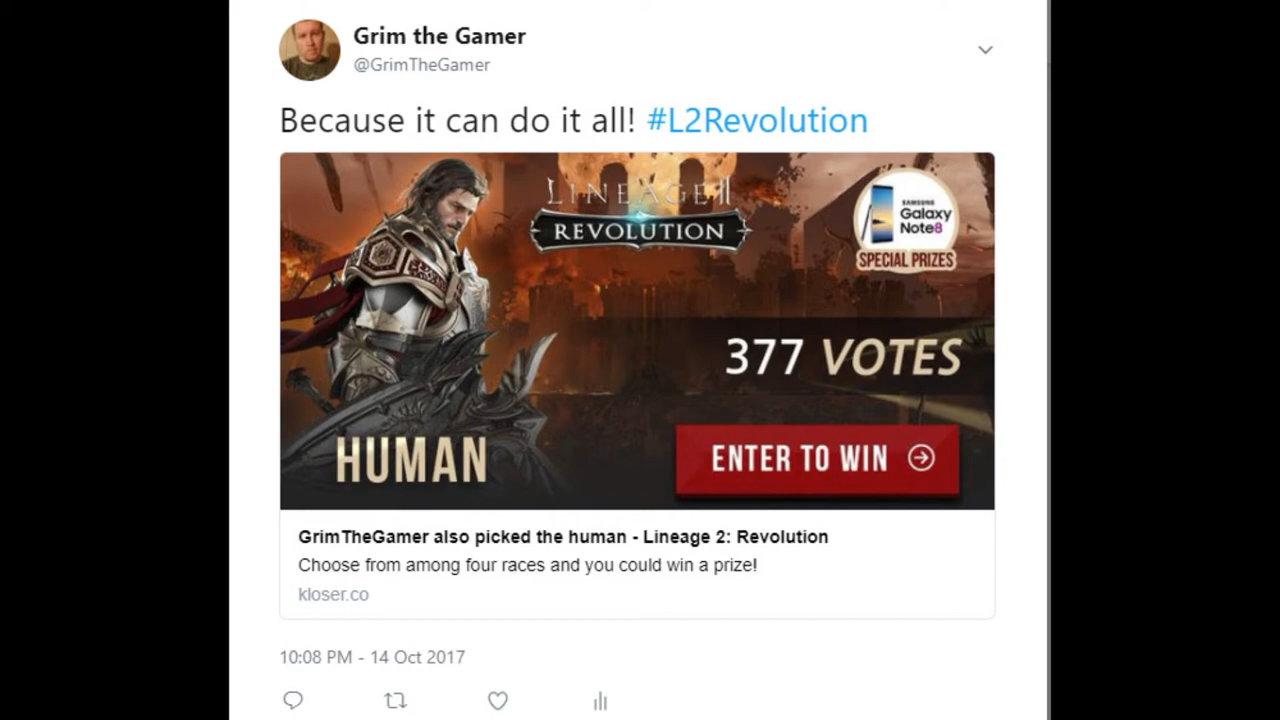 Grim the Gamer
@GrimTheGamer
Because it can do it all! #L2Revolution
LINEAGE II
REVOLUTION
SAMSUNG
Galaxy
Note8
SPECIAL PRIZES
377 VOTES
HUMAN
ENTER TO WIN
GrimTheGamer also picked the human - Lineage 2: Revolution
Choose from among four races and you could win a prize!
kloser.co
10:08 PM - 14 Oct 2017